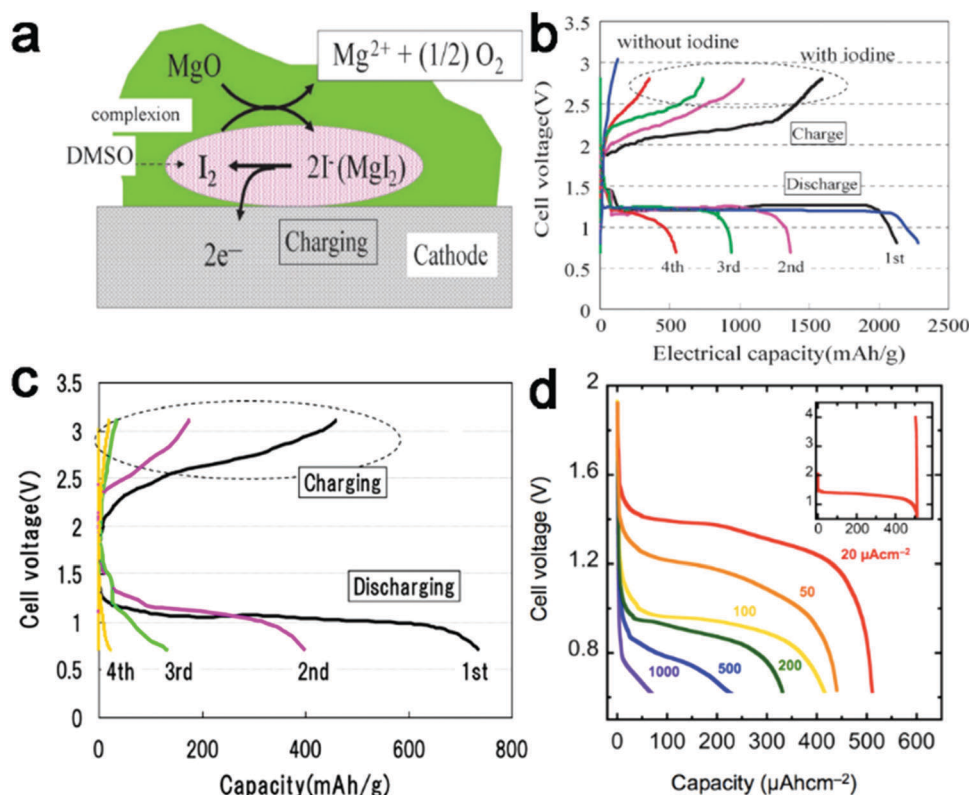 a
MgO
Mg²⁺ + (1/2) O₂
complexion
DMSO
I₂
2I⁻(MgI₂)
2e⁻
Charging
Cathode
b
without iodine
with iodine
Charge
Discharge
4th
3rd
2nd
1st
Cell voltage(V)
3.5
3
2.5
2
1.5
1
0.5
0
0
500
1000
1500
2000
2500
Electrical capacity(mAh/g)
c
Cell voltage(V)
3.5
3
2.5
2
1.5
1
0.5
0
Charging
Discharging
4th
3rd
2nd
1st
0
200
400
600
800
Capacity(mAh/g)
d
Cell voltage (V)
2
1.6
1.2
0.8
4
3
2
1
0
200
400
20 µAcm⁻²
50
100
200
500
1000
0
100
200
300
400
500
600
Capacity (µAhcm⁻²)